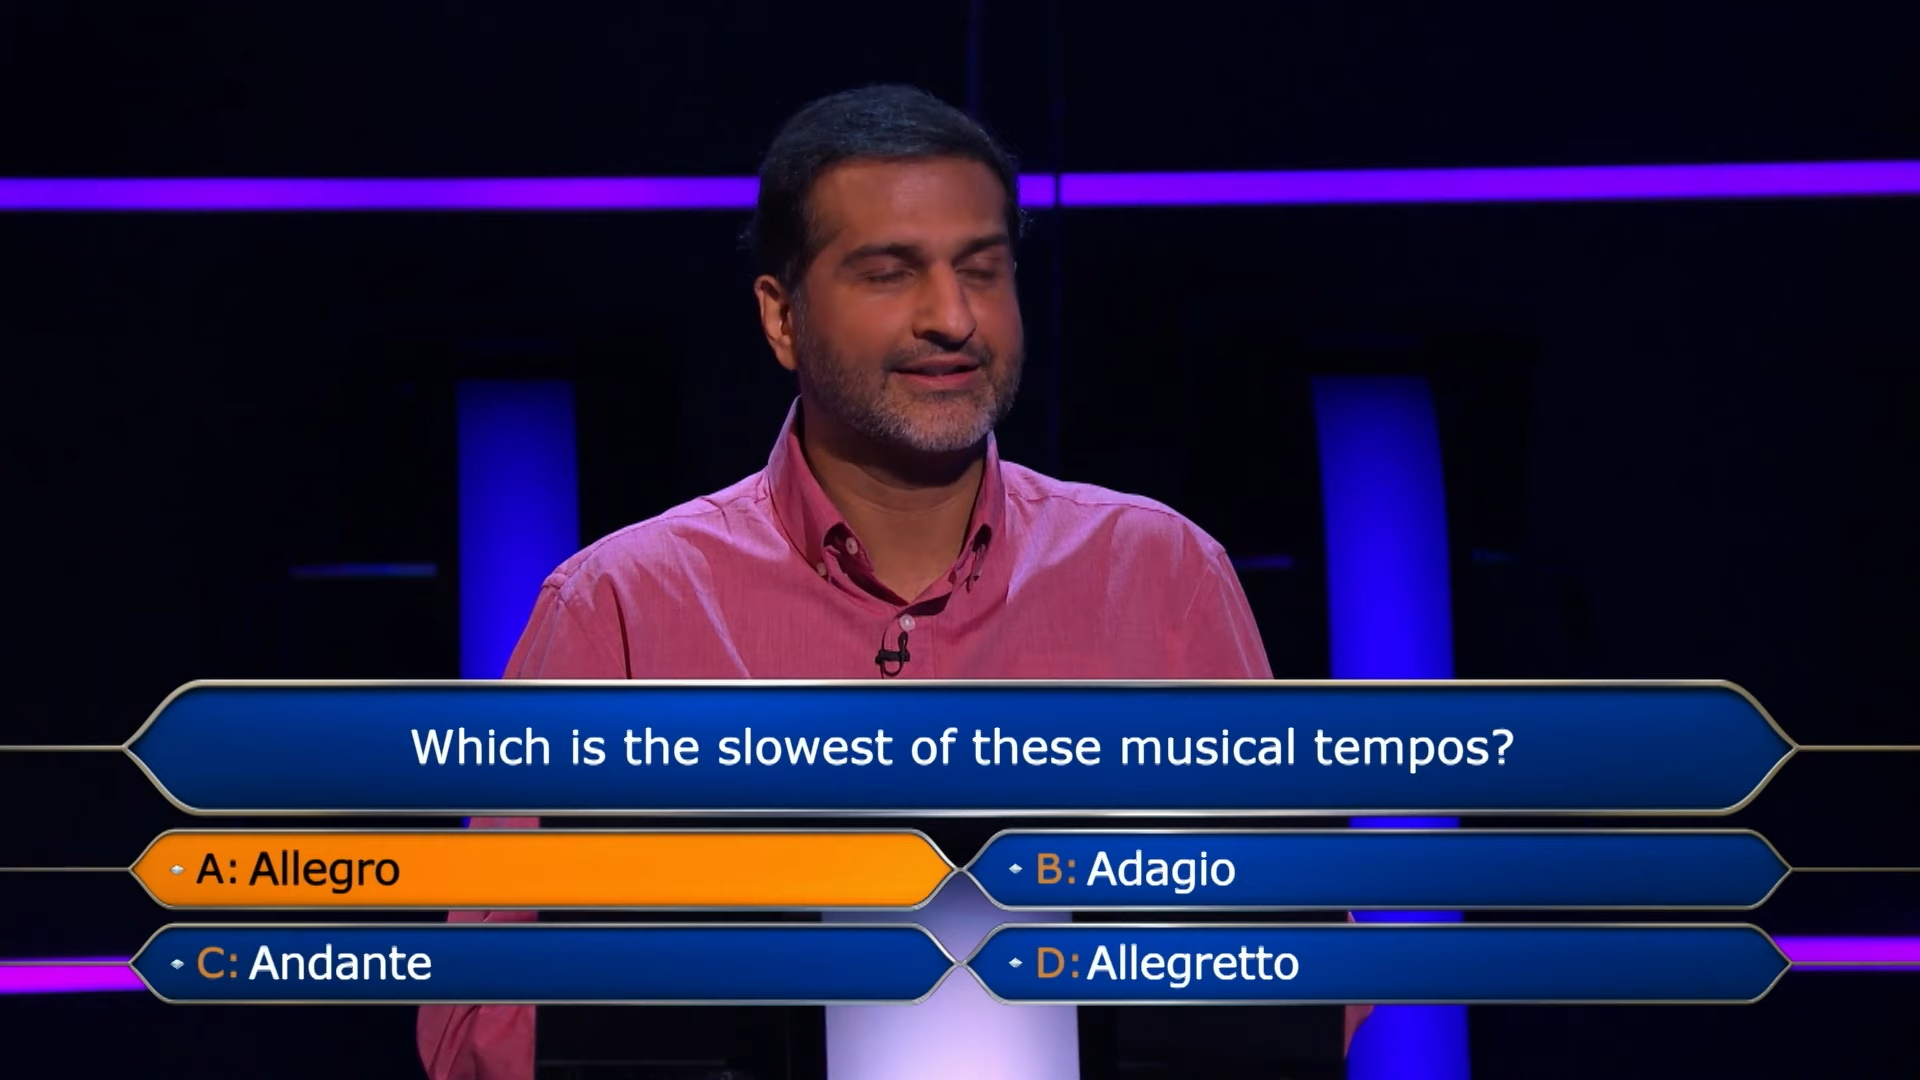 Which is the slowest of these musical tempos?
A: Allegro
B: Adagio
C: Andante
D: Allegretto